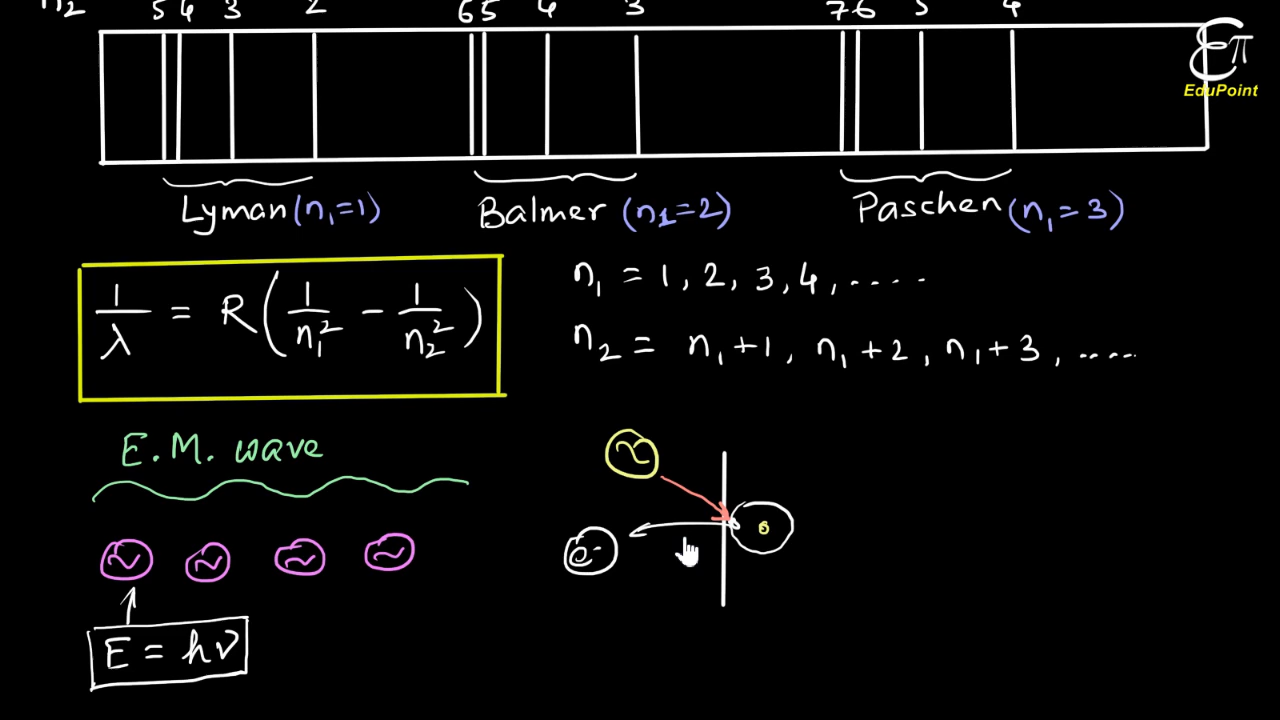 n₂ 5 4 3 2 6 5 4 3 7 6 5 4
επ
EduPoint
Lyman (n₁=1) Balmer (n₁=2) Paschen (n₁=3)
1/λ = R(1/n₁² − 1/n₂²)
n₁ = 1, 2, 3, 4, .....
n₂ = n₁+1, n₁+2, n₁+3, .....
E.M. wave
e⁻
E = hν